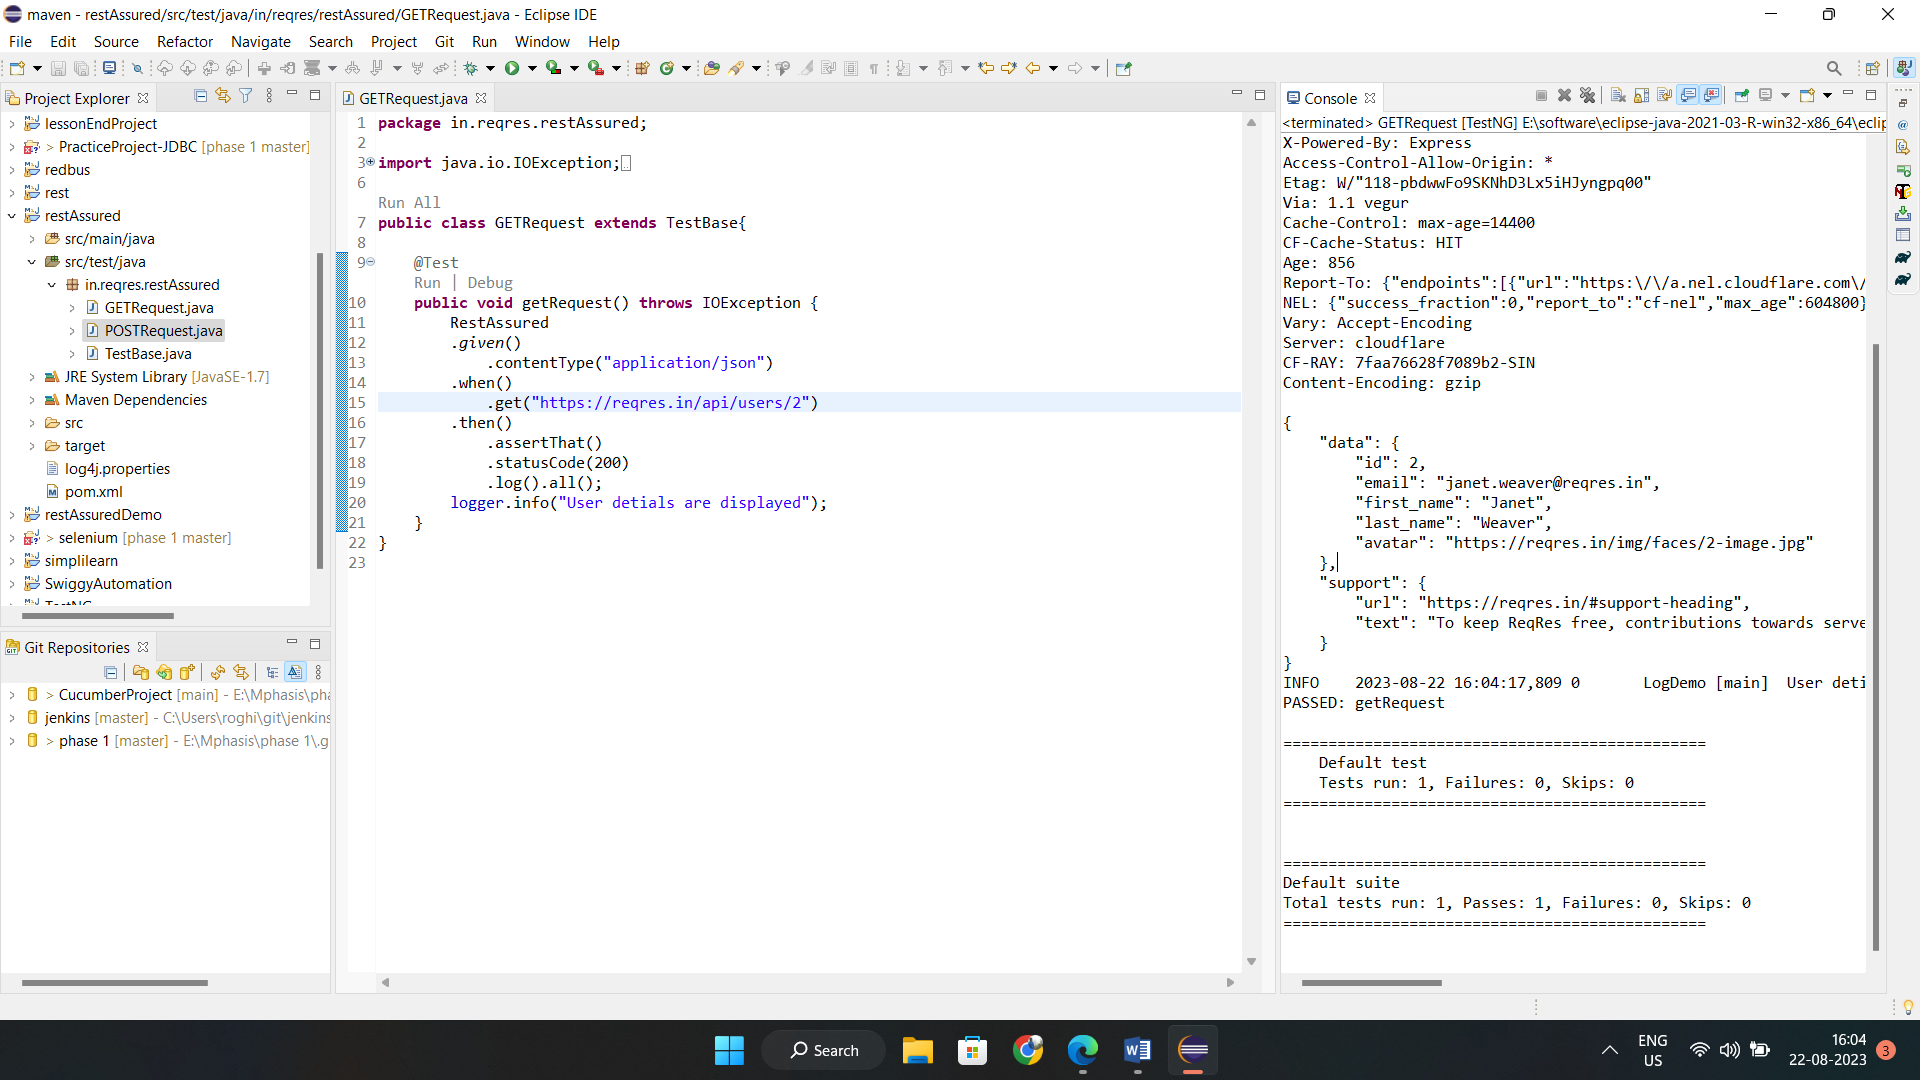 maven - restAssured/src/test/java/in/reqres/restAssured/GETRequest.java - Eclipse IDE
File Edit Source Refactor Navigate Search Project Git Run Window Help
Project Explorer
lessonEndProject
> PracticeProject-JDBC [phase 1 master]
redbus
rest
restAssured
src/main/java
src/test/java
in.reqres.restAssured
GETRequest.java
POSTRequest.java
TestBase.java
JRE System Library [JavaSE-1.7]
Maven Dependencies
src
target
log4j.properties
pom.xml
restAssuredDemo
> selenium [phase 1 master]
simplilearn
SwiggyAutomation
TestNG
Git Repositories
> CucumberProject [main] - E:\Mphasis\pha
jenkins [master] - C:\Users\roghi\git\jenkins
> phase 1 [master] - E:\Mphasis\phase 1\.g
GETRequest.java
1 package in.reqres.restAssured;
2
3 import java.io.IOException;
6
Run All
7 public class GETRequest extends TestBase{
8
9 @Test
Run | Debug
10 public void getRequest() throws IOException {
11 RestAssured
12 .given()
13 .contentType("application/json")
14 .when()
15 .get("https://reqres.in/api/users/2")
16 .then()
17 .assertThat()
18 .statusCode(200)
19 .log().all();
20 logger.info("User detials are displayed");
21 }
22 }
23
Console
<terminated> GETRequest [TestNG] E:\software\eclipse-java-2021-03-R-win32-x86_64\eclip
X-Powered-By: Express
Access-Control-Allow-Origin: *
Etag: W/"118-pbdwwFo9SKNhD3Lx5iHJyngpq00"
Via: 1.1 vegur
Cache-Control: max-age=14400
CF-Cache-Status: HIT
Age: 856
Report-To: {"endpoints":[{"url":"https:\/\/a.nel.cloudflare.com\/
NEL: {"success_fraction":0,"report_to":"cf-nel","max_age":604800}
Vary: Accept-Encoding
Server: cloudflare
CF-RAY: 7faa76628f7089b2-SIN
Content-Encoding: gzip
{
"data": {
"id": 2,
"email": "janet.weaver@reqres.in",
"first_name": "Janet",
"last_name": "Weaver",
"avatar": "https://reqres.in/img/faces/2-image.jpg"
},
"support": {
"url": "https://reqres.in/#support-heading",
"text": "To keep ReqRes free, contributions towards serve
}
}
INFO 2023-08-22 16:04:17,809 0 LogDemo [main] User deti
PASSED: getRequest
===============================================
Default test
Tests run: 1, Failures: 0, Skips: 0
===============================================
===============================================
Default suite
Total tests run: 1, Passes: 1, Failures: 0, Skips: 0
===============================================
Search
ENG
US
16:04
22-08-2023
3